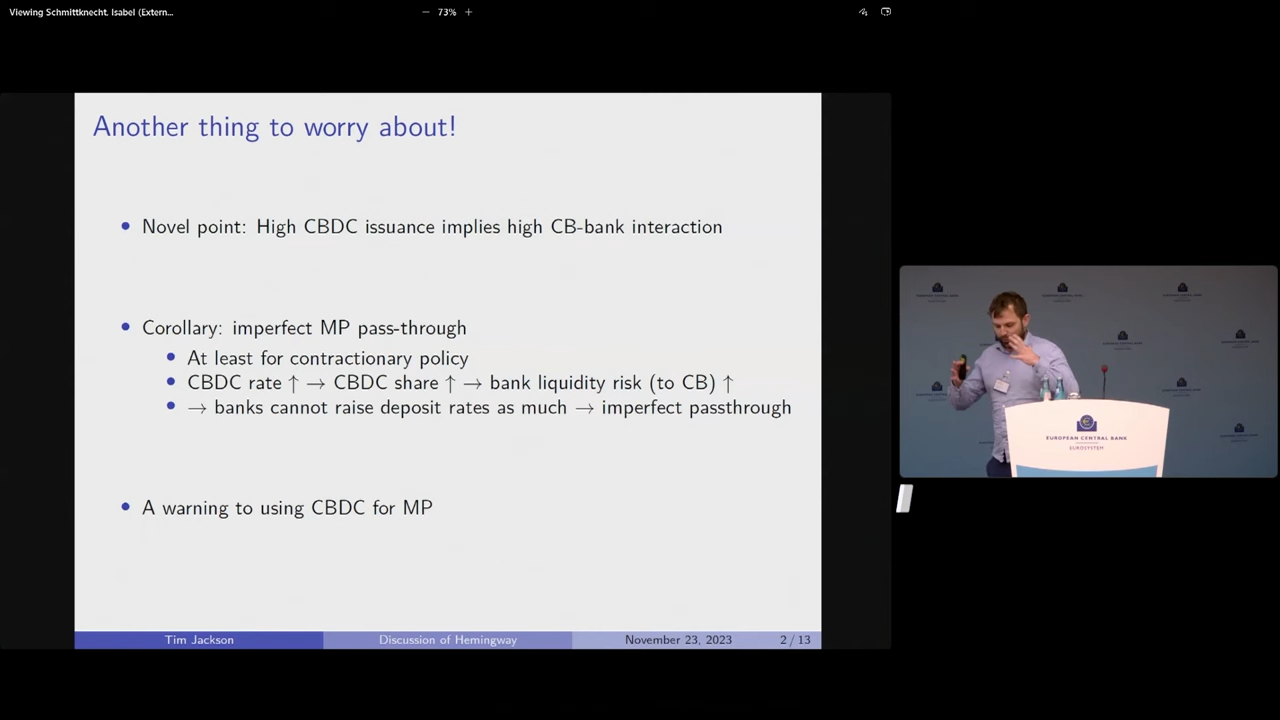 Viewing Schmittknecht. Isabel (Extern...
− 73% +
Another thing to worry about!
• Novel point: High CBDC issuance implies high CB-bank interaction
• Corollary: imperfect MP pass-through
• At least for contractionary policy
• CBDC rate ↑ → CBDC share ↑ → bank liquidity risk (to CB) ↑
• → banks cannot raise deposit rates as much → imperfect passthrough
• A warning to using CBDC for MP
Tim Jackson
Discussion of Hemingway
November 23, 2023
2 / 13
EUROPEAN CENTRAL BANK
EUROSYSTEM